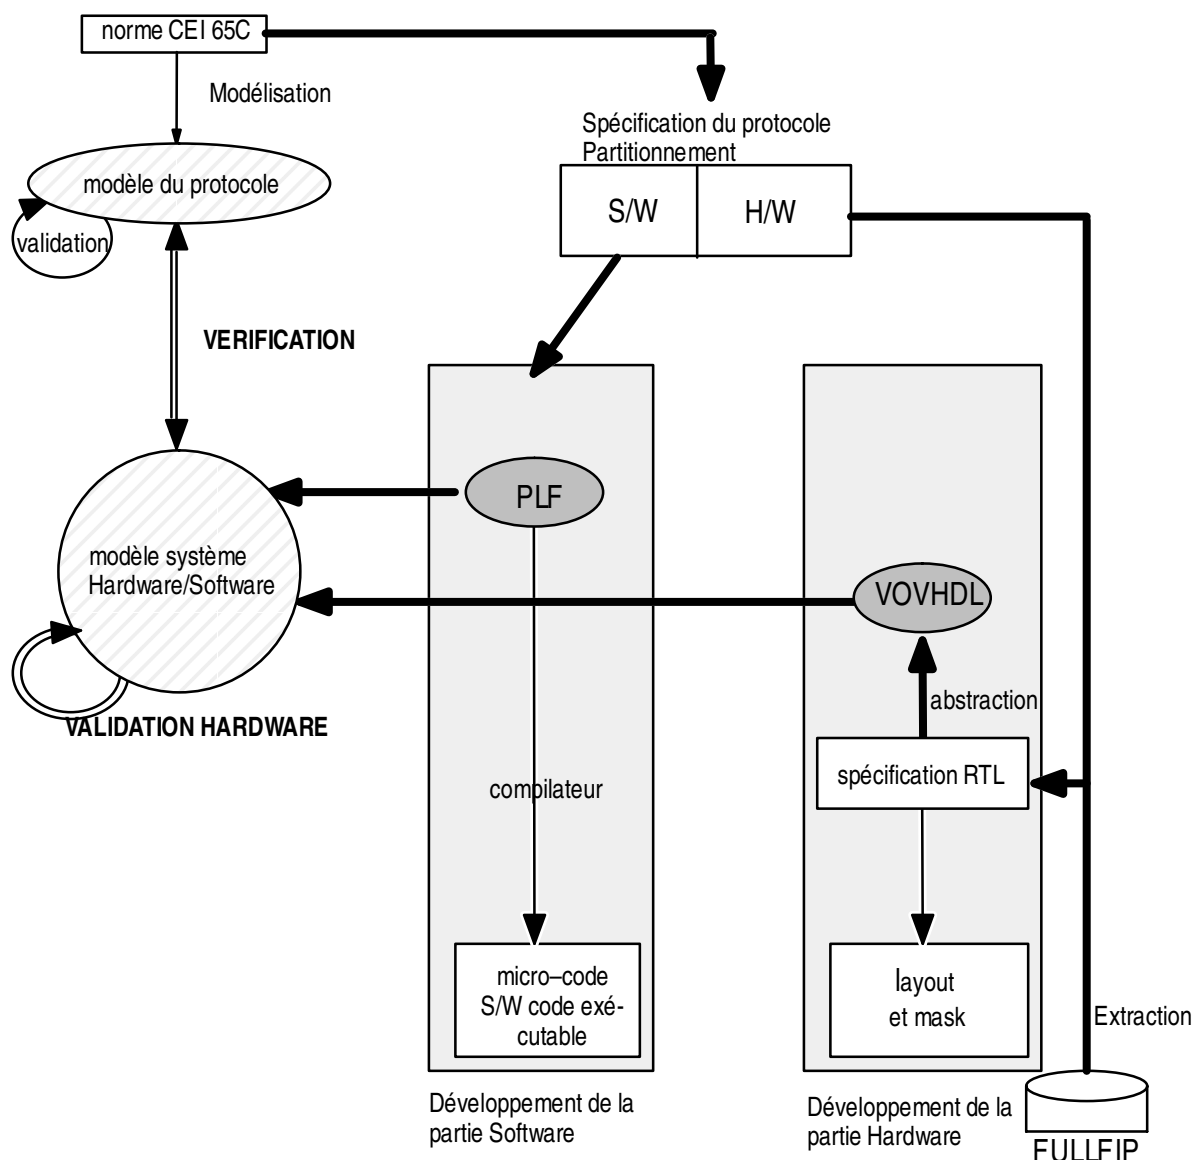 norme CEI 65C
Modélisation
Spécification du protocole
Partitionnement
modèle du protocole
S/W
H/W
validation
VERIFICATION
PLF
modèle système
Hardware/Software
VOVHDL
abstraction
VALIDATION HARDWARE
spécification RTL
compilateur
micro–code
S/W code exé-
cutable
layout
et mask
Extraction
Développement de la
partie Software
Développement de la
partie Hardware
FULLFIP